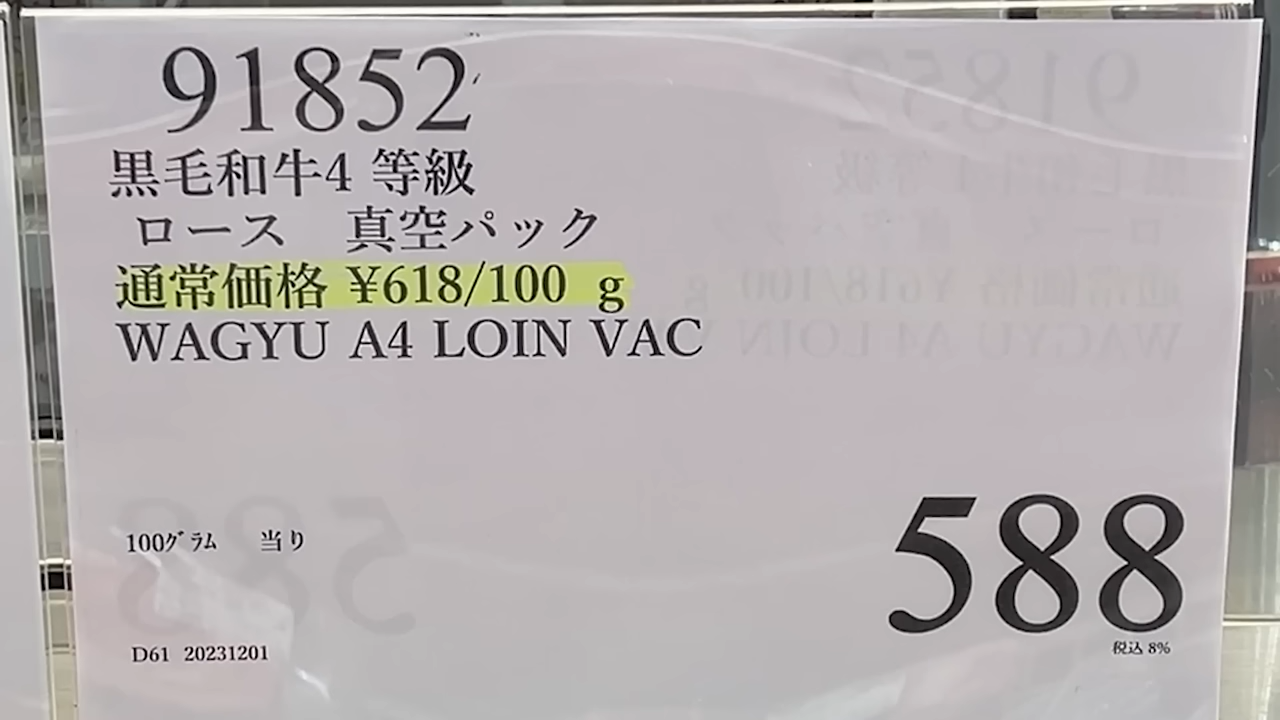 91852
黒毛和牛4 等級
ロース 真空パック
通常価格 ¥618/100 g
WAGYU A4 LOIN VAC
100グラム 当り
588
税込 8%
D61 20231201